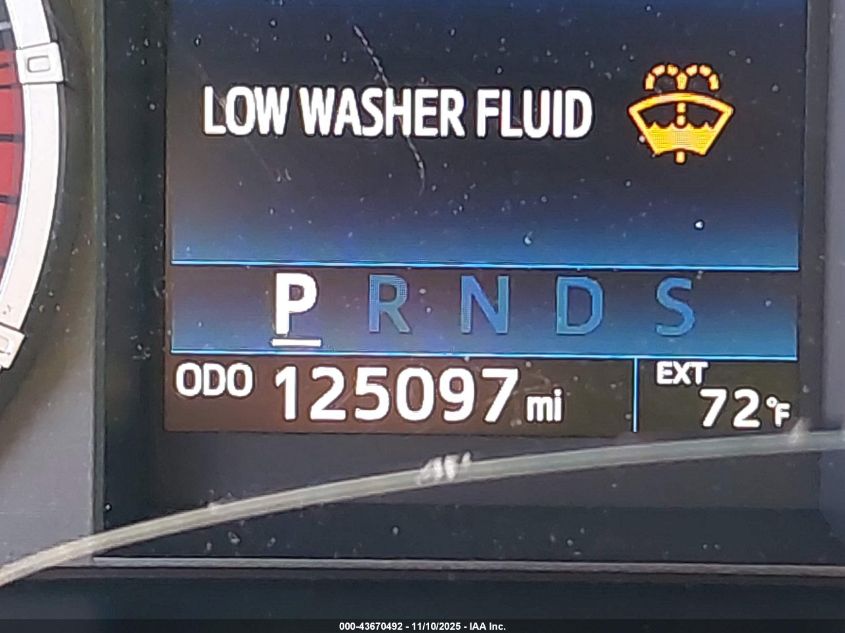 LOW WASHER FLUID
P R N D S
ODO 125097 mi
EXT
72°F
000-43670492 - 11/10/2025 - IAA Inc.